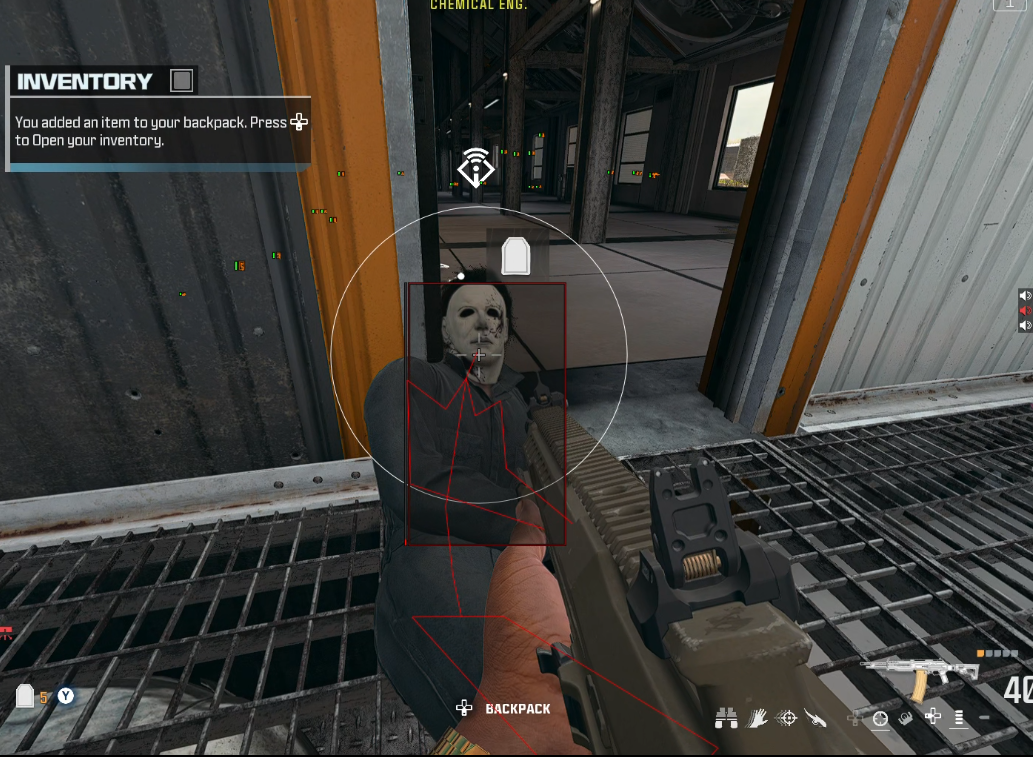 CHEMICAL ENG.
1
INVENTORY
You added an item to your backpack. Press
to Open your inventory.
5 Y
BACKPACK
40